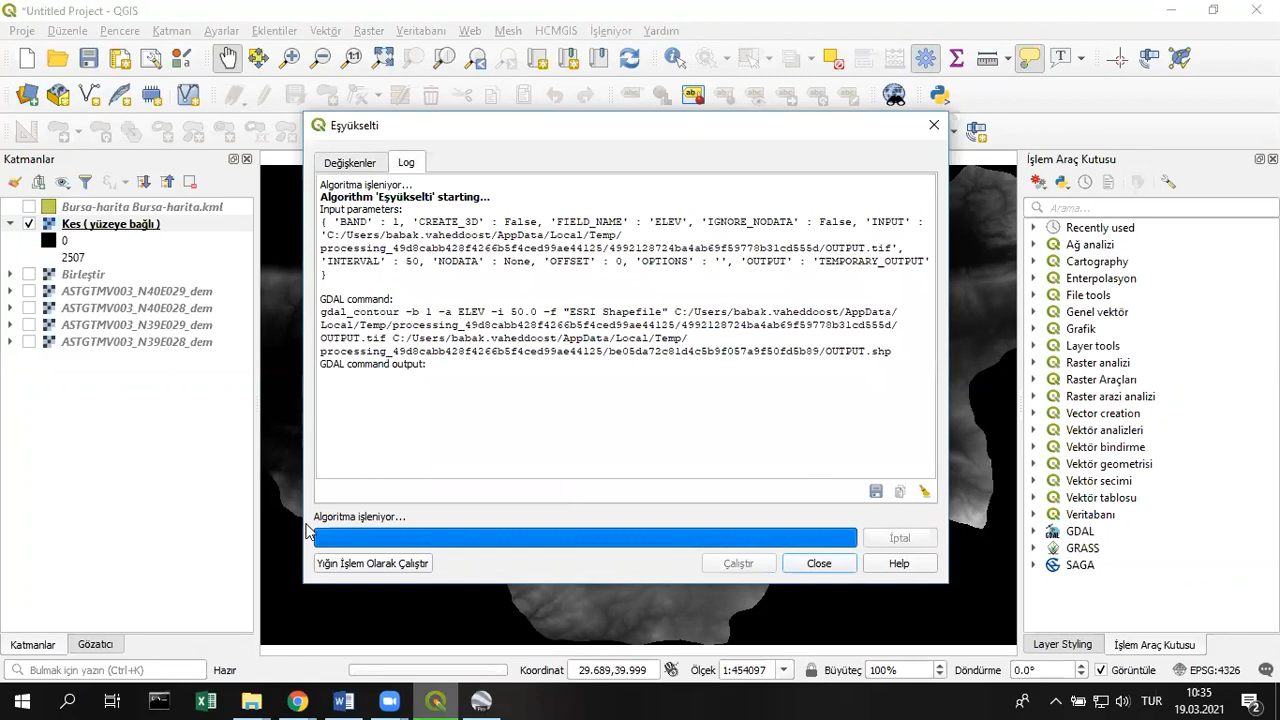 *Untitled Project — QGIS
Proje Düzenle Pencere Katman Ayarlar Eklentiler Vektör Raster Veritabanı Web Mesh HCMGIS İşleniyor Yardım
Katmanlar
Bursa-harita Bursa-harita.kml
Kes ( yüzeye bağlı )
0
2507
Birleştir
ASTGTMV003_N40E029_dem
ASTGTMV003_N40E028_dem
ASTGTMV003_N39E029_dem
ASTGTMV003_N39E028_dem
Katmanlar Gözatıcı
Eşyükselti
Değişkenler Log
Algoritma işleniyor...
Algorithm 'Eşyükselti' starting...
Input parameters:
{ 'BAND' : 1, 'CREATE_3D' : False, 'FIELD_NAME' : 'ELEV', 'IGNORE_NODATA' : False, 'INPUT' :
'C:/Users/babak.vaheddoost/AppData/Local/Temp/
processing_49d8cabb428f4266b5f4ced99ae44125/4992128724ba4ab69f59778b31cd555d/OUTPUT.tif',
'INTERVAL' : 50, 'NODATA' : None, 'OFFSET' : 0, 'OPTIONS' : '', 'OUTPUT' : 'TEMPORARY_OUTPUT'
}
GDAL command:
gdal_contour -b 1 -a ELEV -i 50.0 -f "ESRI Shapefile" C:/Users/babak.vaheddoost/AppData/
Local/Temp/processing_49d8cabb428f4266b5f4ced99ae44125/4992128724ba4ab69f59778b31cd555d/
OUTPUT.tif C:/Users/babak.vaheddoost/AppData/Local/Temp/
processing_49d8cabb428f4266b5f4ced99ae44125/be05da72c81d4c5b9f057a9f50fd5b89/OUTPUT.shp
GDAL command output:
Algoritma işleniyor...
İptal
Yığın İşlem Olarak Çalıştır Çalıştır Close Help
İşlem Araç Kutusu
Arama...
Recently used
Ağ analizi
Cartography
Enterpolasyon
File tools
Genel vektör
Grafik
Layer tools
Raster analizi
Raster Araçları
Raster arazi analizi
Vector creation
Vektör analizleri
Vektör bindirme
Vektör geometrisi
Vektör secimi
Vektör tablosu
Veritabanı
GDAL
GRASS
SAGA
Layer Styling İşlem Araç Kutusu
Bulmak için yazın (Ctrl+K) Hazır Koordinat 29.689,39.999 Ölçek 1:454097 Büyüteç 100% Döndürme 0.0° Görüntüle EPSG:4326
TUR 10:35
19.03.2021 2